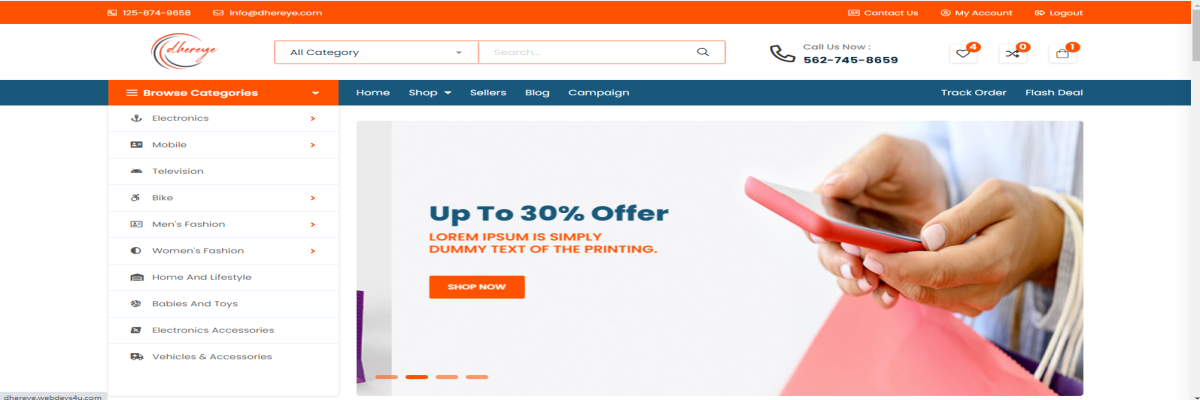 125-874-9658 info@dhereye.com Contact Us My Account Logout
dhereye All Category Search... Call Us Now : 4 0 1
562-745-8659
Browse Categories Home Shop Sellers Blog Campaign Track Order Flash Deal
Electronics
Mobile
Television
Bike
Men's Fashion
Women's Fashion
Home And Lifestyle
Babies And Toys
Electronics Accessories
Vehicles & Accessories
Up To 30% Offer
LOREM IPSUM IS SIMPLY
DUMMY TEXT OF THE PRINTING.
SHOP NOW
dhereye.webdevs4u.com